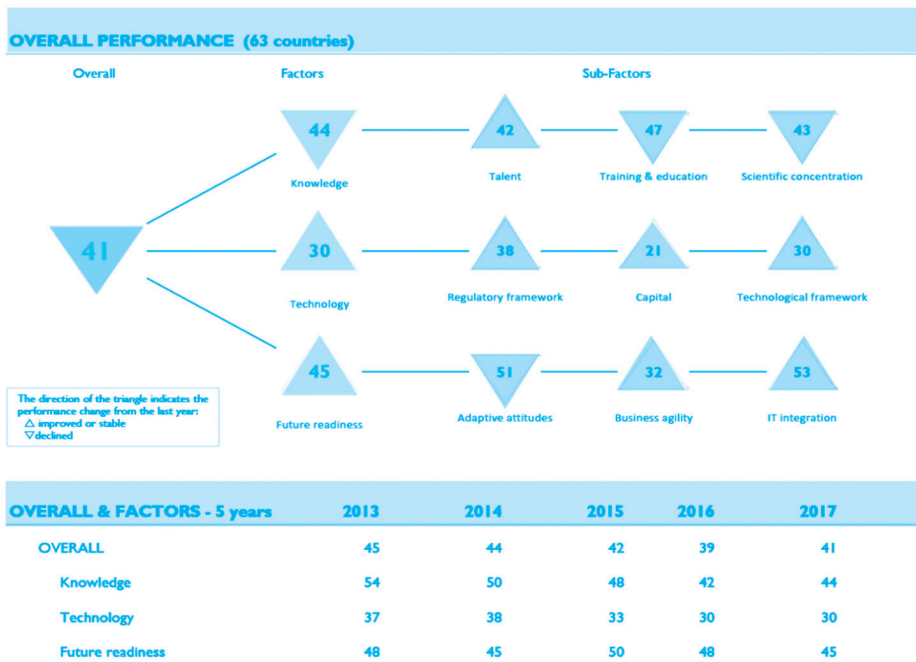 OVERALL PERFORMANCE (63 countries)
Overall Factors Sub-Factors
44 42 47 43
Knowledge Talent Training & education Scientific concentration
41 30 38 21 30
Technology Regulatory framework Capital Technological framework
45 51 32 53
Future readiness Adaptive attitudes Business agility IT integration
The direction of the triangle indicates the
performance change from the last year:
△ improved or stable
▽ declined
OVERALL & FACTORS - 5 years 2013 2014 2015 2016 2017
OVERALL 45 44 42 39 41
Knowledge 54 50 48 42 44
Technology 37 38 33 30 30
Future readiness 48 45 50 48 45